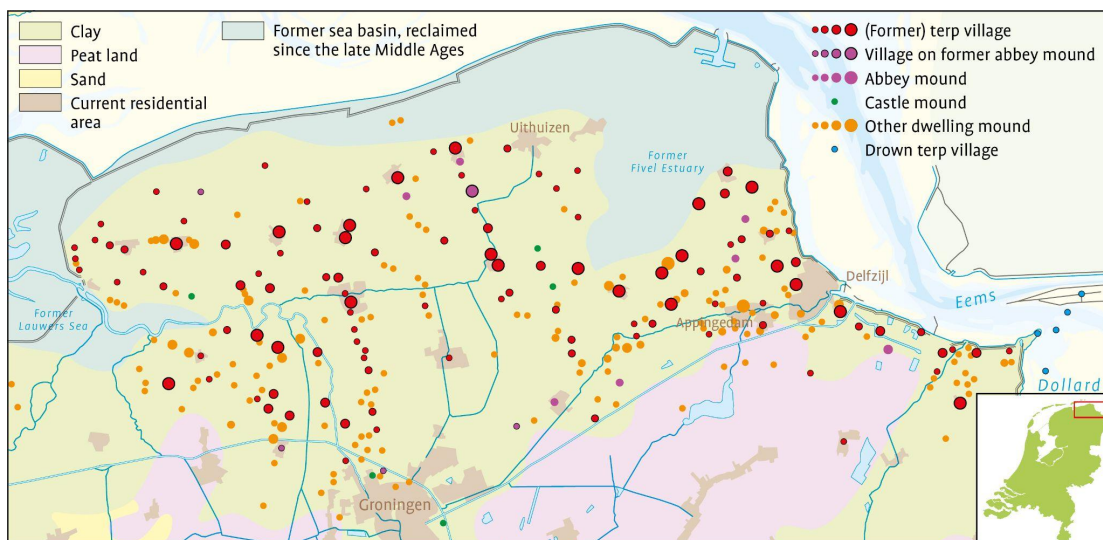 Clay
Peat land
Sand
Current residential
area
Former sea basin, reclaimed
since the late Middle Ages
(Former) terp village
Village on former abbey mound
Abbey mound
Castle mound
Other dwelling mound
Drown terp village
Uithuizen
Former
Fivel Estuary
Delfzijl
Eems
Former
Lauwers Sea
Appingedam
Dollard
Groningen